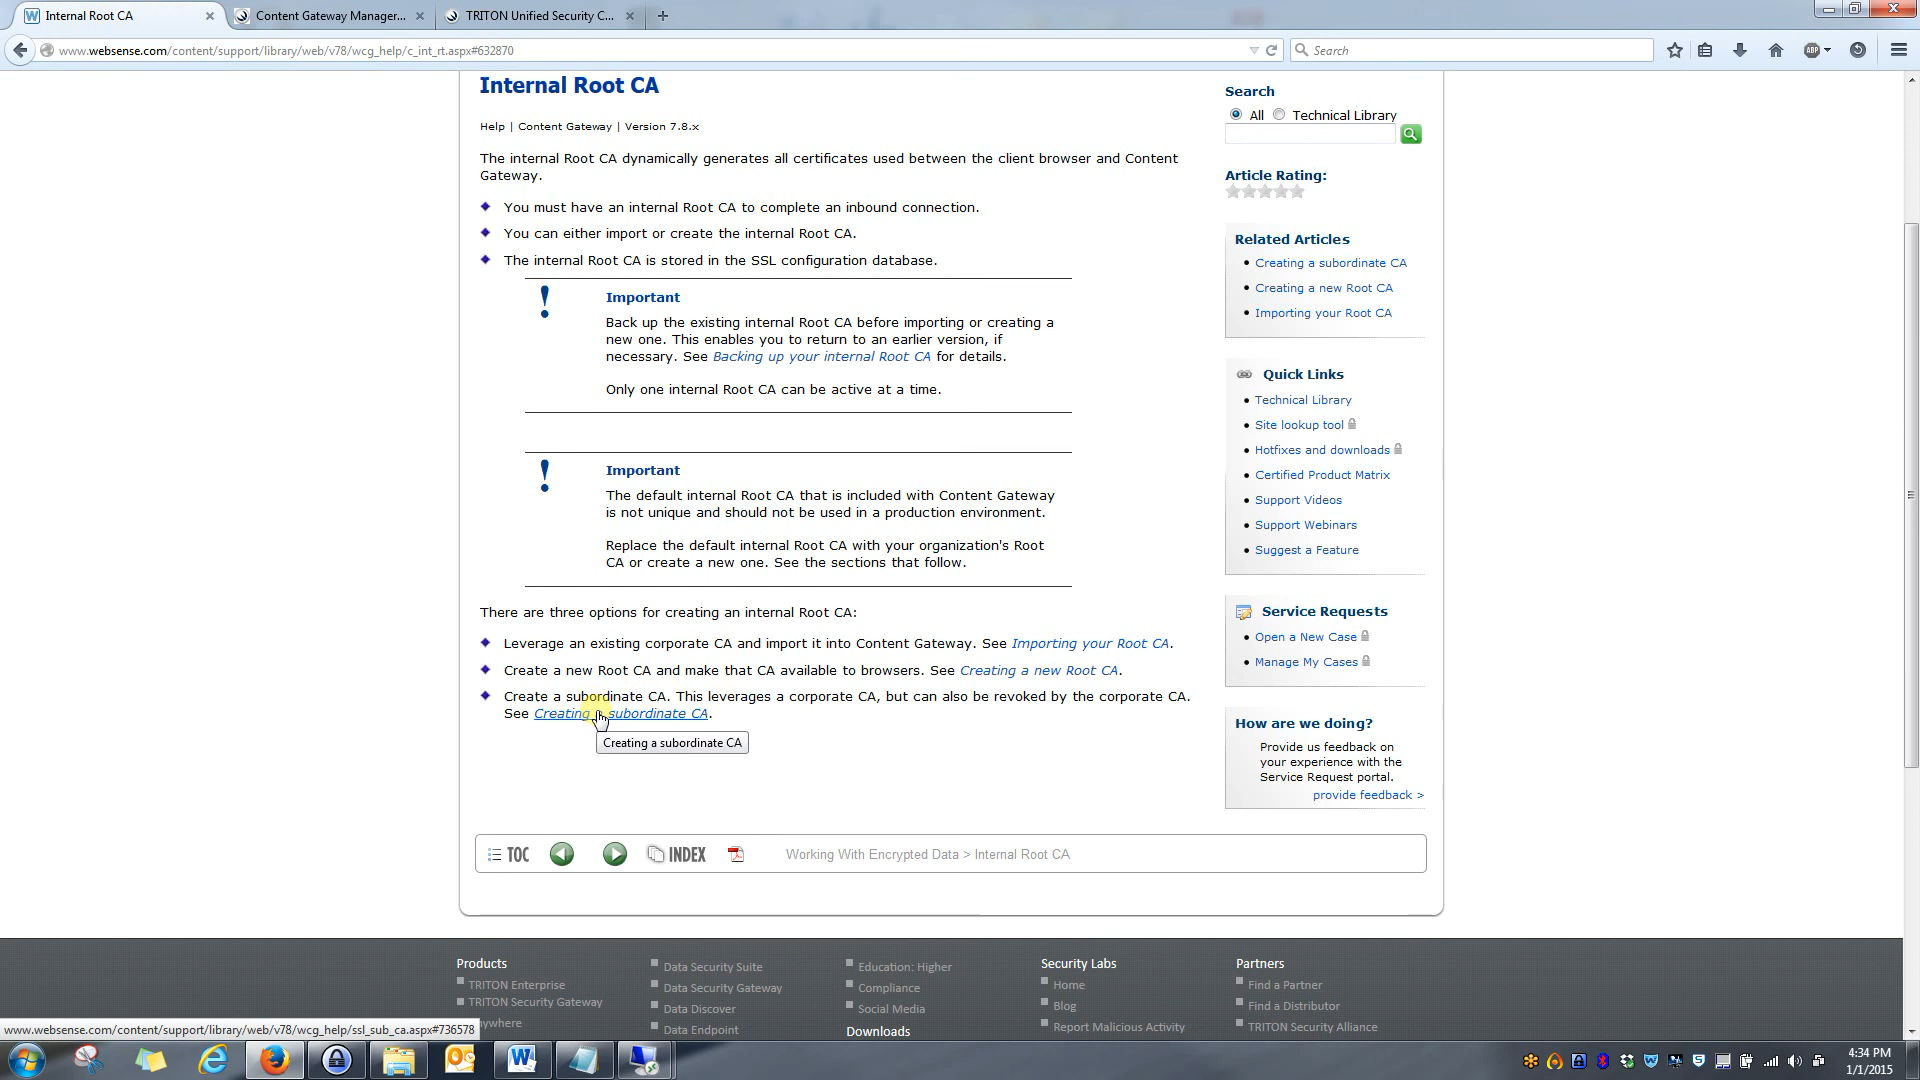 Internal Root CA
Content Gateway Manager...
TRITON Unified Security C...
www.websense.com/content/support/library/web/v78/wcg_help/c_int_rt.aspx#632870
Search
ABP
Internal Root CA
Help | Content Gateway | Version 7.8.x
The internal Root CA dynamically generates all certificates used between the client browser and Content
Gateway.
You must have an internal Root CA to complete an inbound connection.
You can either import or create the internal Root CA.
The internal Root CA is stored in the SSL configuration database.
Important
Back up the existing internal Root CA before importing or creating a
new one. This enables you to return to an earlier version, if
necessary. See Backing up your internal Root CA for details.
Only one internal Root CA can be active at a time.
Important
The default internal Root CA that is included with Content Gateway
is not unique and should not be used in a production environment.
Replace the default internal Root CA with your organization's Root
CA or create a new one. See the sections that follow.
There are three options for creating an internal Root CA:
Leverage an existing corporate CA and import it into Content Gateway. See Importing your Root CA.
Create a new Root CA and make that CA available to browsers. See Creating a new Root CA.
Create a subordinate CA. This leverages a corporate CA, but can also be revoked by the corporate CA.
See Creating a subordinate CA.
Creating a subordinate CA
Search
All Technical Library
Article Rating:
Related Articles
Creating a subordinate CA
Creating a new Root CA
Importing your Root CA
Quick Links
Technical Library
Site lookup tool
Hotfixes and downloads
Certified Product Matrix
Support Videos
Support Webinars
Suggest a Feature
Service Requests
Open a New Case
Manage My Cases
How are we doing?
Provide us feedback on
your experience with the
Service Request portal.
provide feedback >
TOC
INDEX
Working With Encrypted Data > Internal Root CA
Products
TRITON Enterprise
TRITON Security Gateway
Data Security Suite
Data Security Gateway
Data Discover
Data Endpoint
Education: Higher
Compliance
Social Media
Downloads
Security Labs
Home
Blog
Report Malicious Activity
Partners
Find a Partner
Find a Distributor
TRITON Security Alliance
www.websense.com/content/support/library/web/v78/wcg_help/ssl_sub_ca.aspx#736578
4:34 PM
1/1/2015